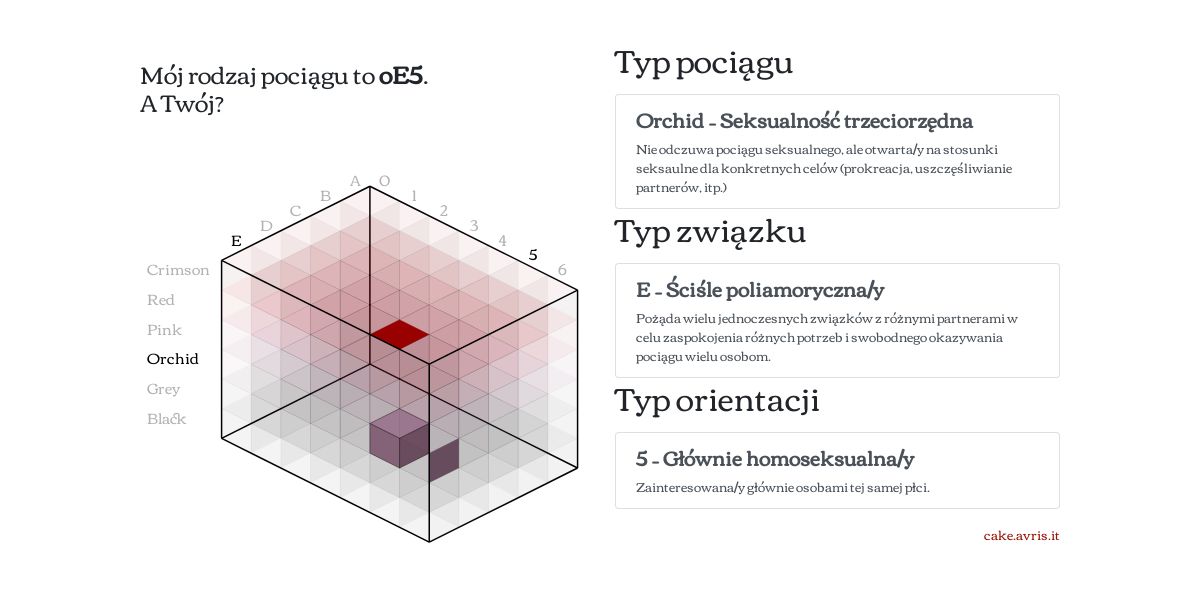 Mój rodzaj pociągu to oE5.
A Twój?
A O
B 1
C 2
D 3
E 4
5
6
Crimson
Red
Pink
Orchid
Grey
Black
Typ pociągu
Orchid – Seksualność trzeciorzędna
Nie odczuwa pociągu seksualnego, ale otwarta/y na stosunki
seksaulne dla konkretnych celów (prokreacja, uszczęśliwianie
partnerów, itp.)
Typ związku
E – Ściśle poliamoryczna/y
Pożąda wielu jednoczesnych związków z różnymi partnerami w
celu zaspokojenia różnych potrzeb i swobodnego okazywania
pociągu wielu osobom.
Typ orientacji
5 – Głównie homoseksualna/y
Zainteresowana/y głównie osobami tej samej płci.
cake.avris.it